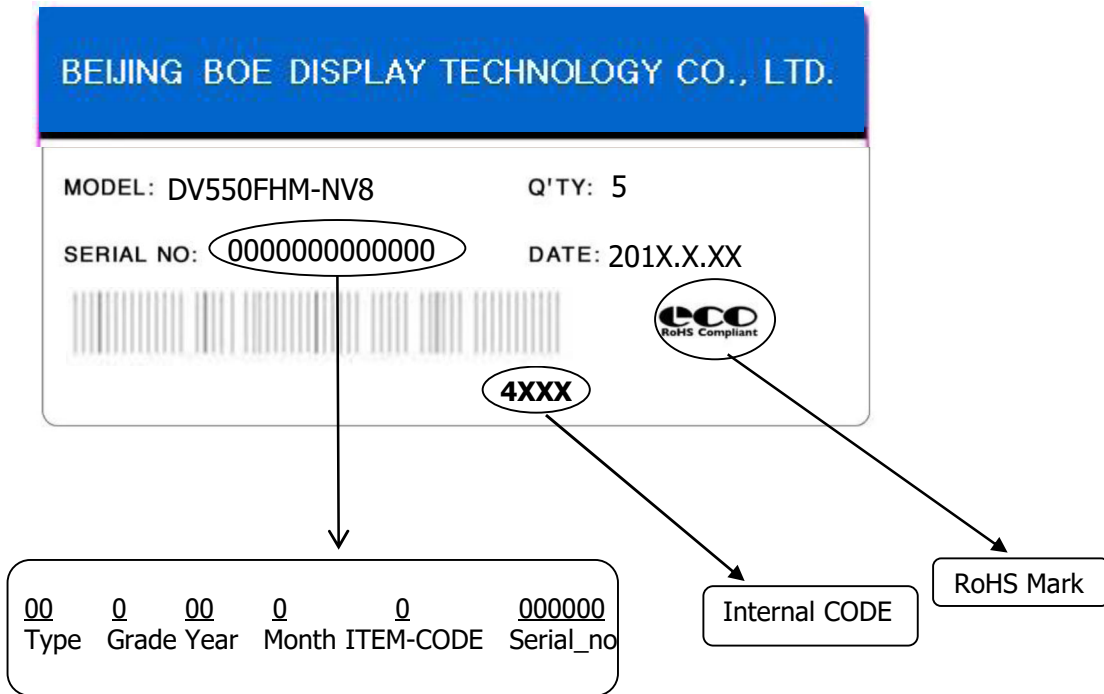 BEIJING BOE DISPLAY TECHNOLOGY CO., LTD.
MODEL: DV550FHM-NV8 Q'TY: 5
SERIAL NO: 0000000000000 DATE: 201X.X.XX
eco
RoHS Compliant
4XXX
00 0 00 0 0 000000
Type Grade Year Month ITEM-CODE Serial_no
Internal CODE
RoHS Mark